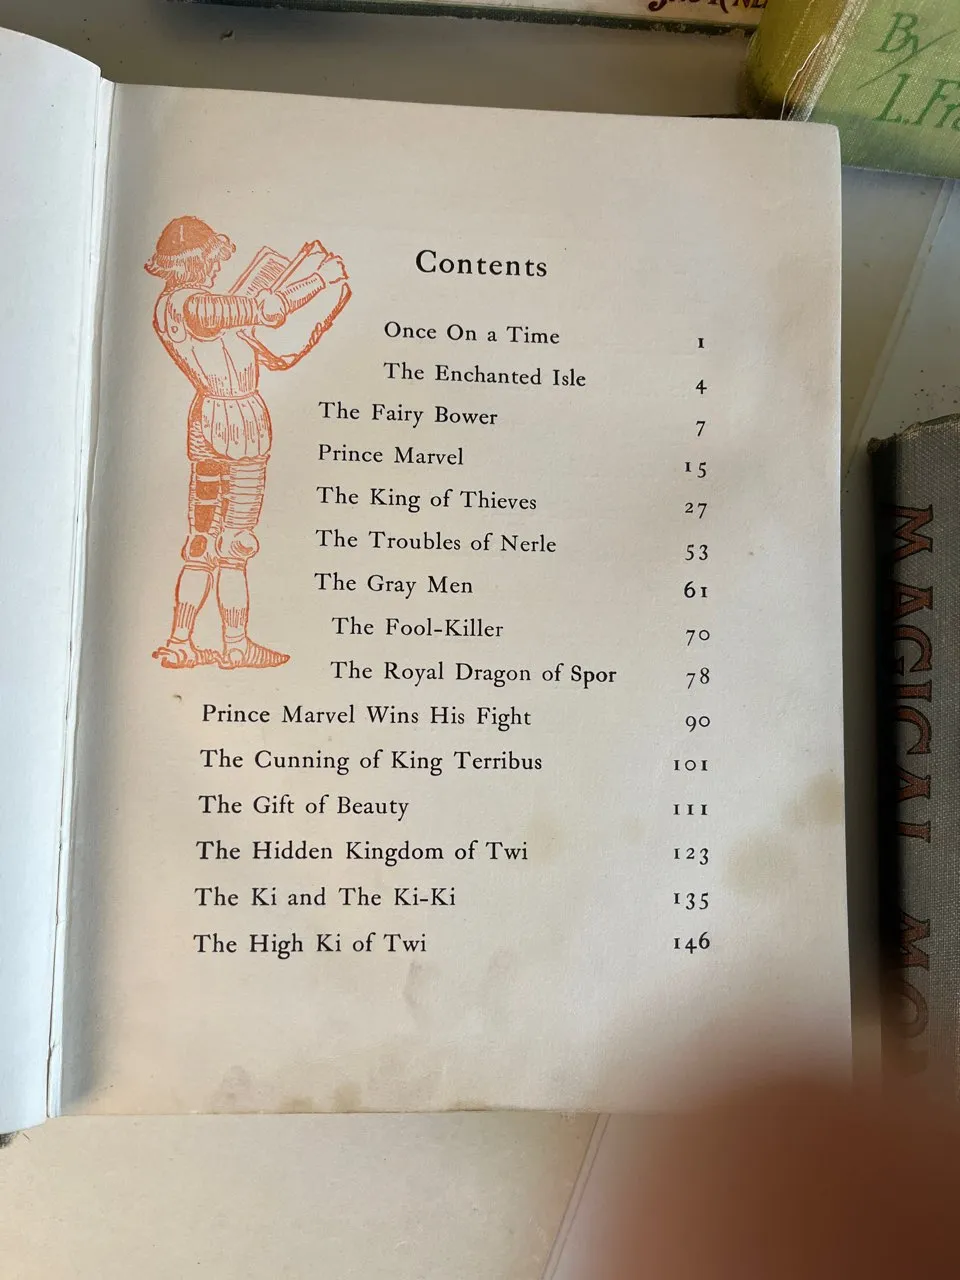 By
Contents
Once On a Time 1
The Enchanted Isle 4
The Fairy Bower 7
Prince Marvel 15
The King of Thieves 27
The Troubles of Nerle 53
The Gray Men 61
The Fool-Killer 70
The Royal Dragon of Spor 78
Prince Marvel Wins His Fight 90
The Cunning of King Terribus 101
The Gift of Beauty 111
The Hidden Kingdom of Twi 123
The Ki and The Ki-Ki 135
The High Ki of Twi 146
MAGICAL